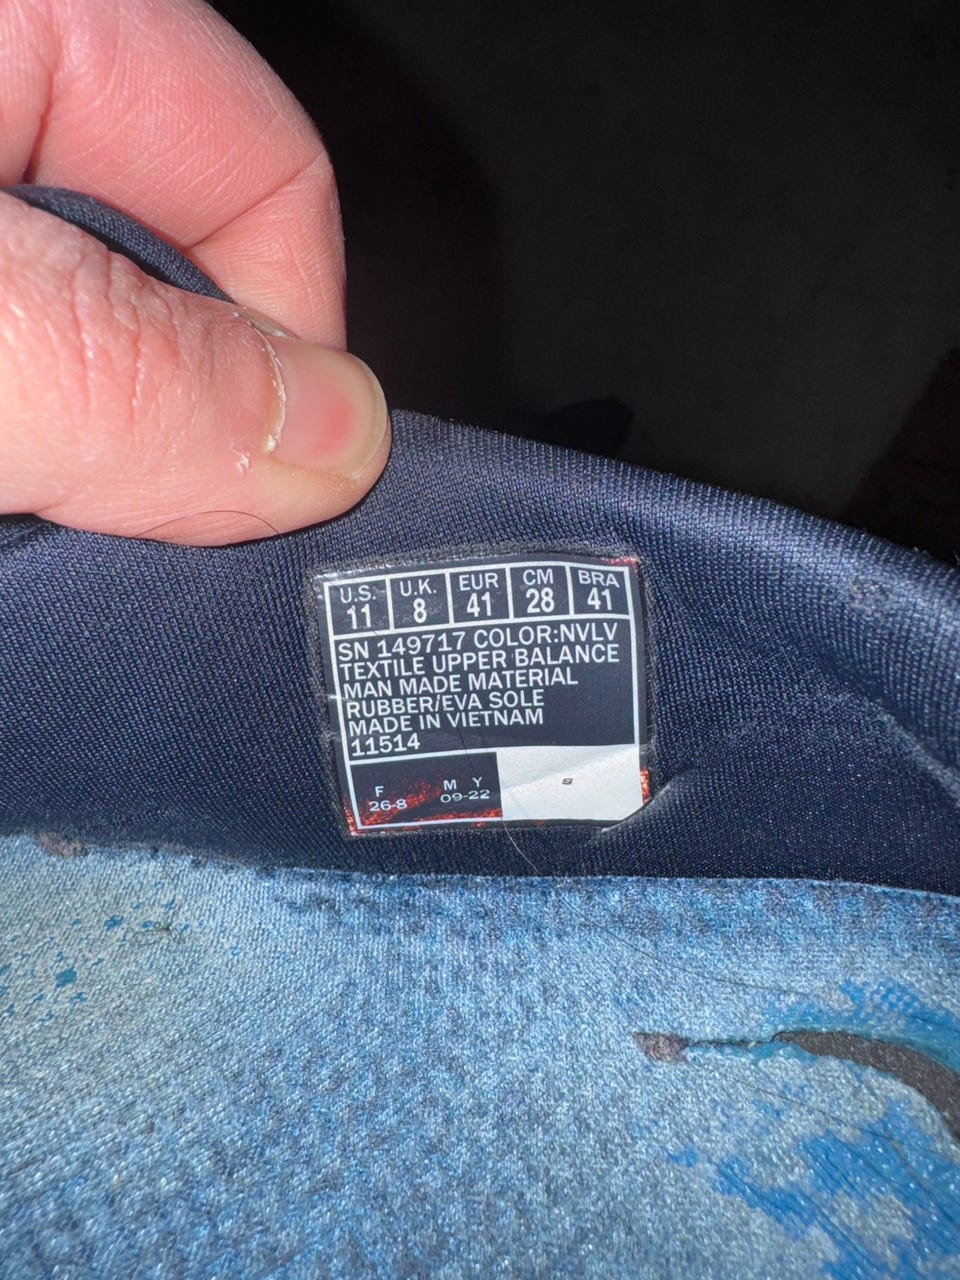 U.S. U.K. EUR CM BRA
11 8 41 28 41
SN 149717 COLOR:NVLV
TEXTILE UPPER BALANCE
MAN MADE MATERIAL
RUBBER/EVA SOLE
MADE IN VIETNAM
11514
F M Y
26-8 09-22
S